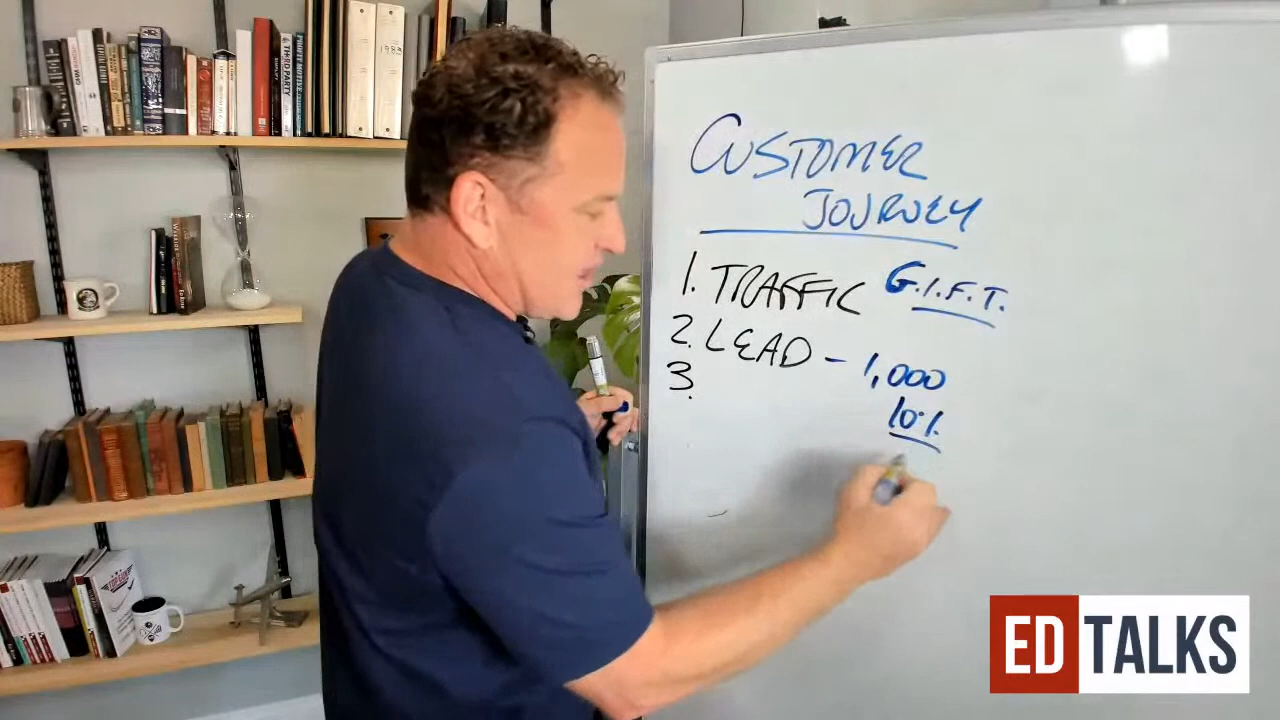 CUSTOMER
JOURNEY
1. TRAFFIC G.I.F.T.
2. LEAD – 1,000
3.
10%
ED TALKS